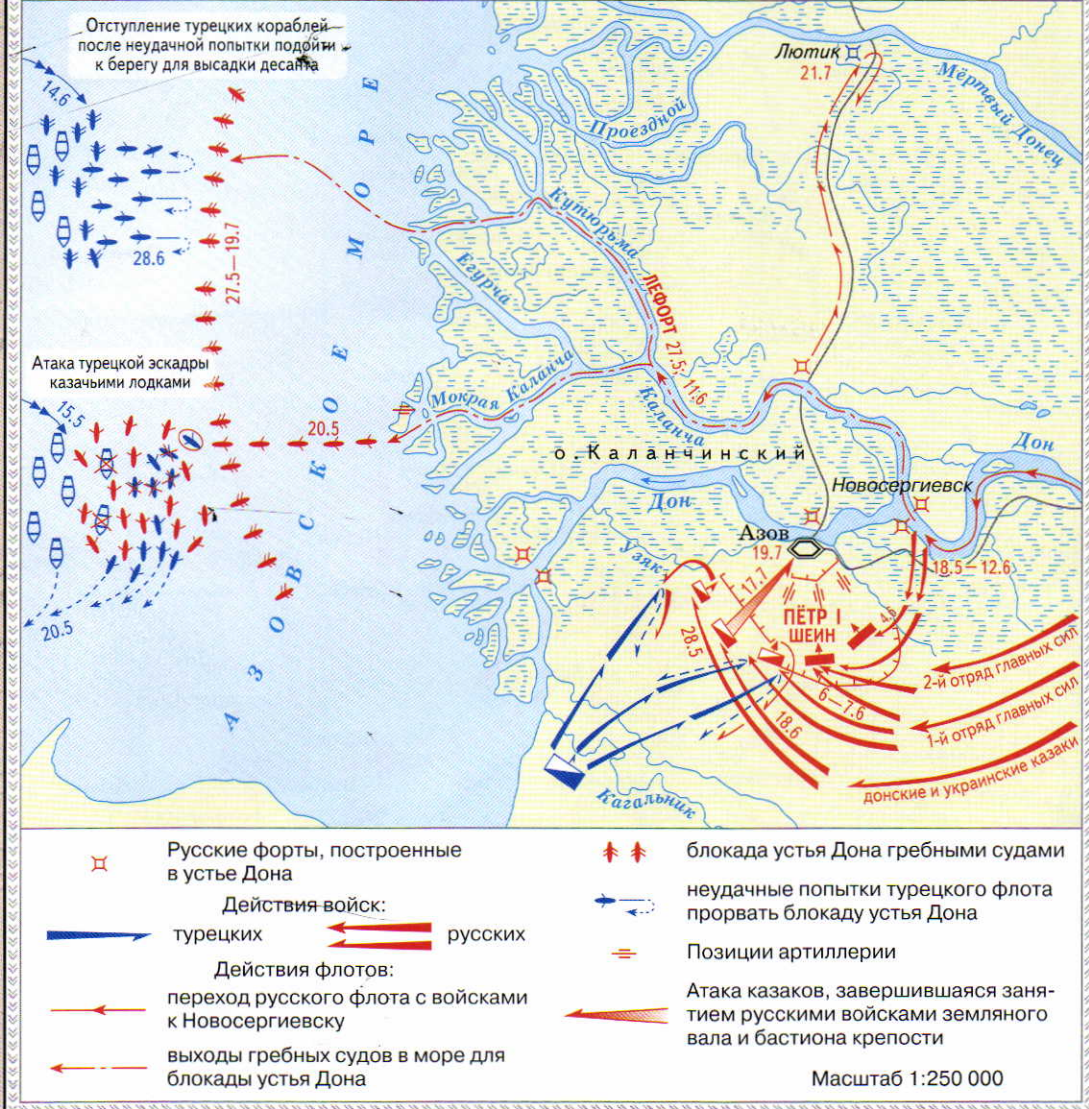 Отступление турецких кораблей
после неудачной попытки подойти
к берегу для высадки десанта
14.6
28.6
27.5—19.7
Атака турецкой эскадры
казачьими лодками
15.5
20.5
20.5
АЗОВСКОЕ МОРЕ
Лютик
21.7
Мёртвый Донец
Проездной
Кутюрьма
Егурча
ЛЕФОРТ 27.5; 11.6
Мокрая Каланча
Каланча
о. Каланчинский
Дон
Дон
Новосергиевск
Азов
19.7
18.5—12.6
Узяк
17.7
ПЁТР I
ШЕИН
4.6
28.5
6—7.6
18.6
2-й отряд главных сил
1-й отряд главных сил
донские и украинские казаки
Кагальник
Русские форты, построенные
в устье Дона
Действия войск:
турецких
русских
Действия флотов:
переход русского флота с войсками
к Новосергиевску
выходы гребных судов в море для
блокады устья Дона
блокада устья Дона гребными судами
неудачные попытки турецкого флота
прорвать блокаду устья Дона
Позиции артиллерии
Атака казаков, завершившаяся заня-
тием русскими войсками земляного
вала и бастиона крепости
Масштаб 1:250 000